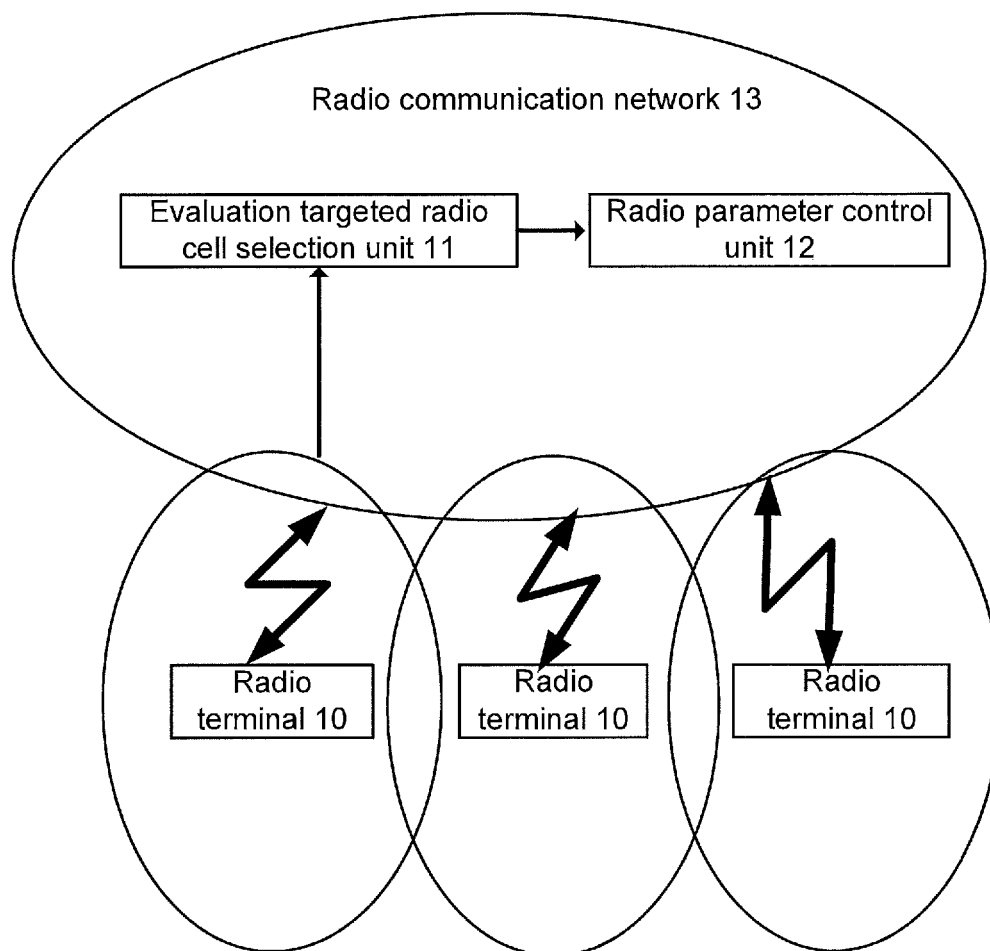 Radio communication network 13
Evaluation targeted radio
cell selection unit 11
Radio parameter control
unit 12
Radio
terminal 10
Radio
terminal 10
Radio
terminal 10